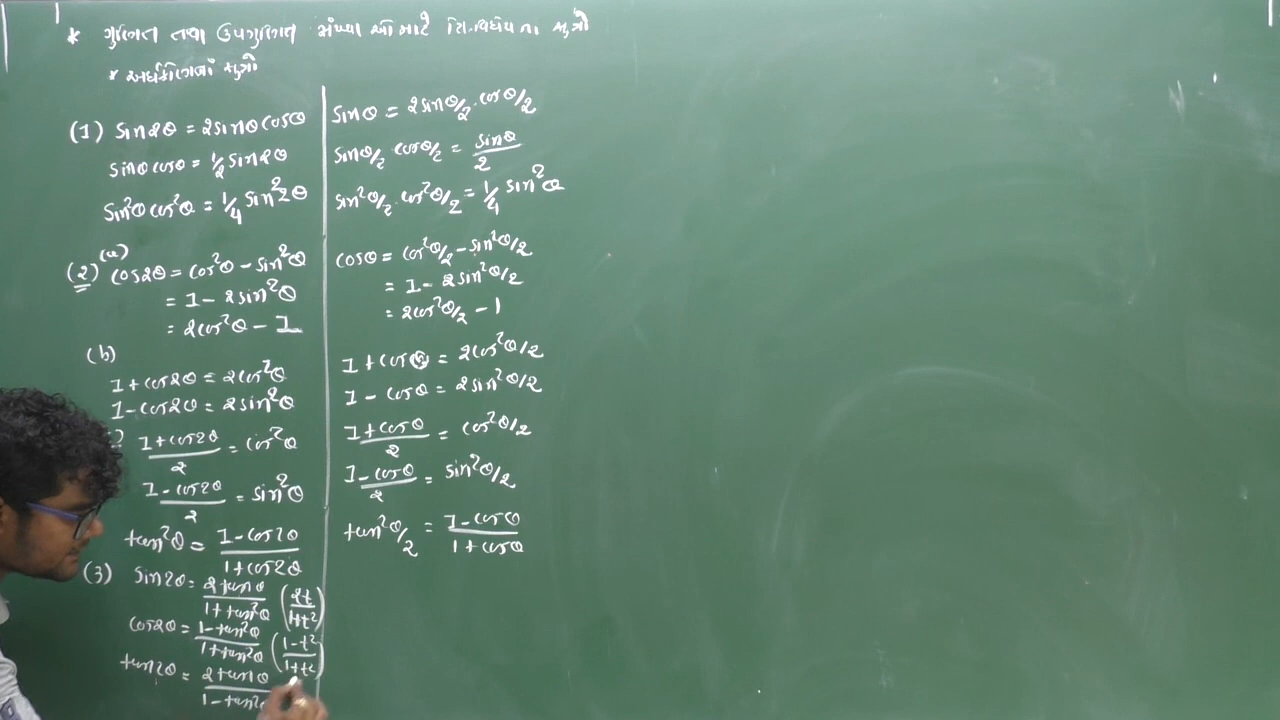 * ગુણિત તથા ઉપગુણિત સંખ્યા ઓ માટે ત્રિ-વિધેય ના સૂત્રો
* અર્ધકોણના સૂત્રો
(1) sin2θ = 2sinθ cosθ
sinθ cosθ = 1/2 sin2θ
sin²θ cos²θ = 1/4 sin²2θ
(2) (a) cos2θ = cos²θ - sin²θ
= 1 - 2sin²θ
= 2cos²θ - 1
(b)
1 + cos2θ = 2cos²θ
1 - cos2θ = 2sin²θ
(1+cos2θ)/2 = cos²θ
(1-cos2θ)/2 = sin²θ
tan²θ = (1-cos2θ)/(1+cos2θ)
(3) sin2θ = 2tanθ/(1+tan²θ) (2t/(1+t²))
cos2θ = (1-tan²θ)/(1+tan²θ) ((1-t²)/(1+t²))
tan2θ = 2tanθ/(1-tan²θ)
sinθ = 2sinθ/2 · cosθ/2
sinθ/2 cosθ/2 = sinθ/2
sin²θ/2 · cos²θ/2 = 1/4 sin²θ
cosθ = cos²θ/2 - sin²θ/2
= 1 - 2sin²θ/2
= 2cos²θ/2 - 1
1 + cosθ = 2cos²θ/2
1 - cosθ = 2sin²θ/2
(1+cosθ)/2 = cos²θ/2
(1-cosθ)/2 = sin²θ/2
tan²θ/2 = (1-cosθ)/(1+cosθ)